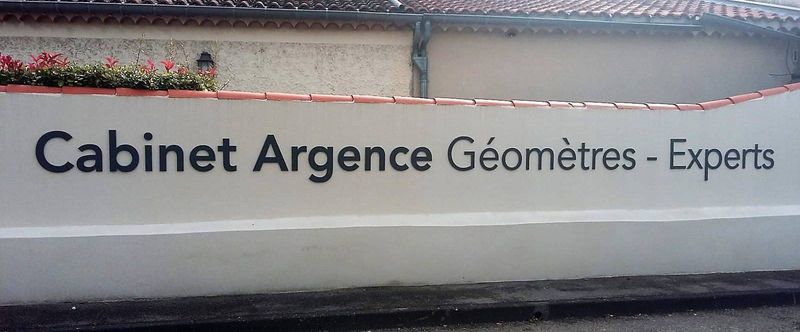 Cabinet Argence Géomètres - Experts